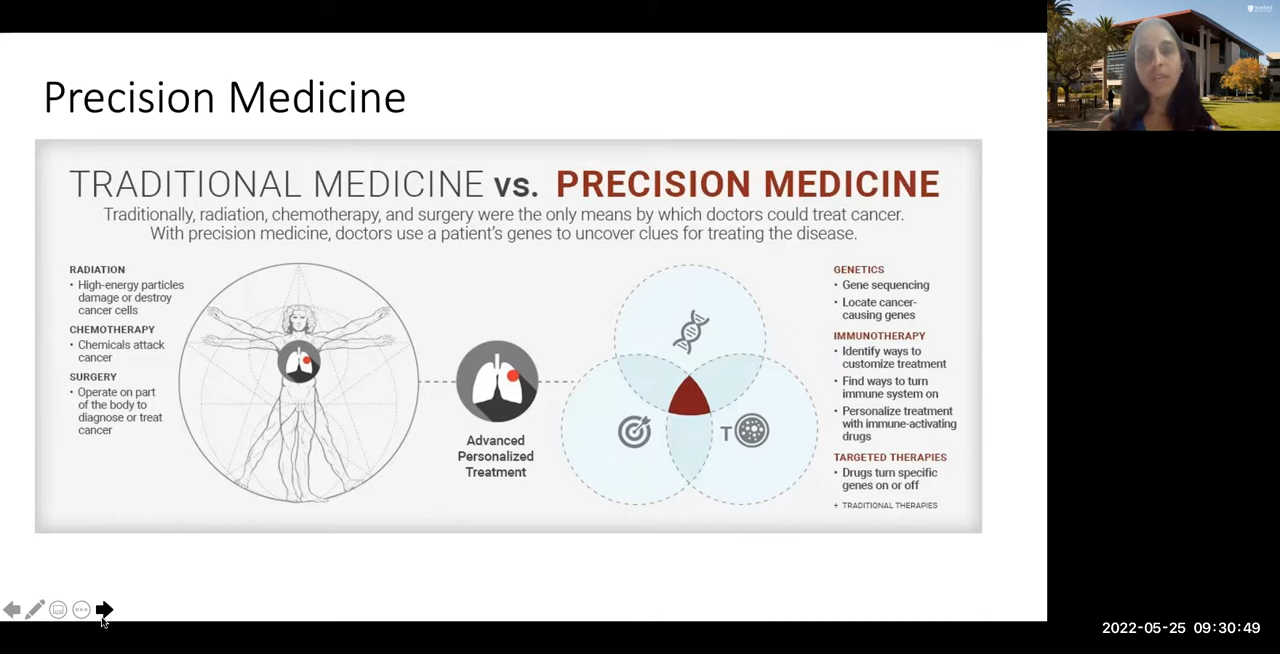 Precision Medicine
TRADITIONAL MEDICINE vs. PRECISION MEDICINE
Traditionally, radiation, chemotherapy, and surgery were the only means by which doctors could treat cancer.
With precision medicine, doctors use a patient's genes to uncover clues for treating the disease.
RADIATION
• High-energy particles
damage or destroy
cancer cells
CHEMOTHERAPY
• Chemicals attack
cancer
SURGERY
• Operate on part
of the body to
diagnose or treat
cancer
Advanced
Personalized
Treatment
T
GENETICS
• Gene sequencing
• Locate cancer-
causing genes
IMMUNOTHERAPY
• Identify ways to
customize treatment
• Find ways to turn
immune system on
• Personalize treatment
with immune-activating
drugs
TARGETED THERAPIES
• Drugs turn specific
genes on or off
+ TRADITIONAL THERAPIES
2022-05-25 09:30:49